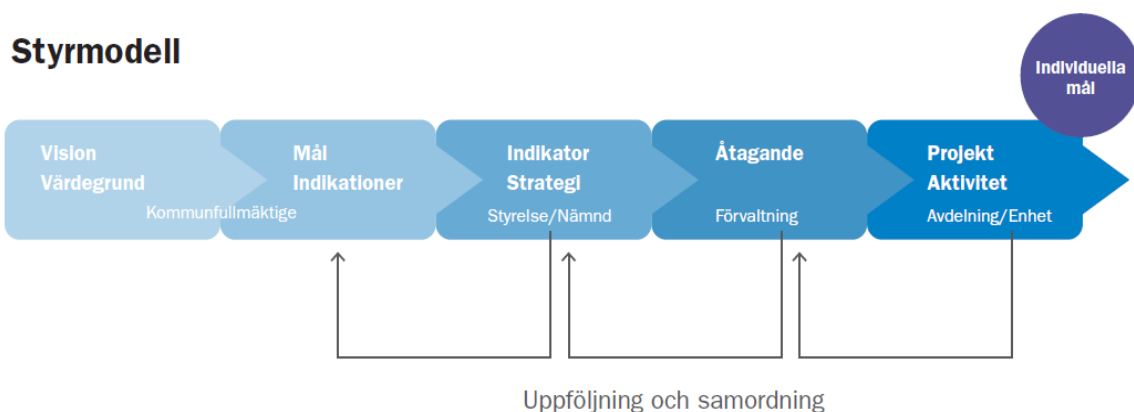 Styrmodell
Individuella
mål
Vision
Värdegrund
Kommunfullmäktige
Mål
Indikationer
Indikator
Strategi
Styrelse/Nämnd
Åtagande
Förvaltning
Projekt
Aktivitet
Avdelning/Enhet
Uppföljning och samordning